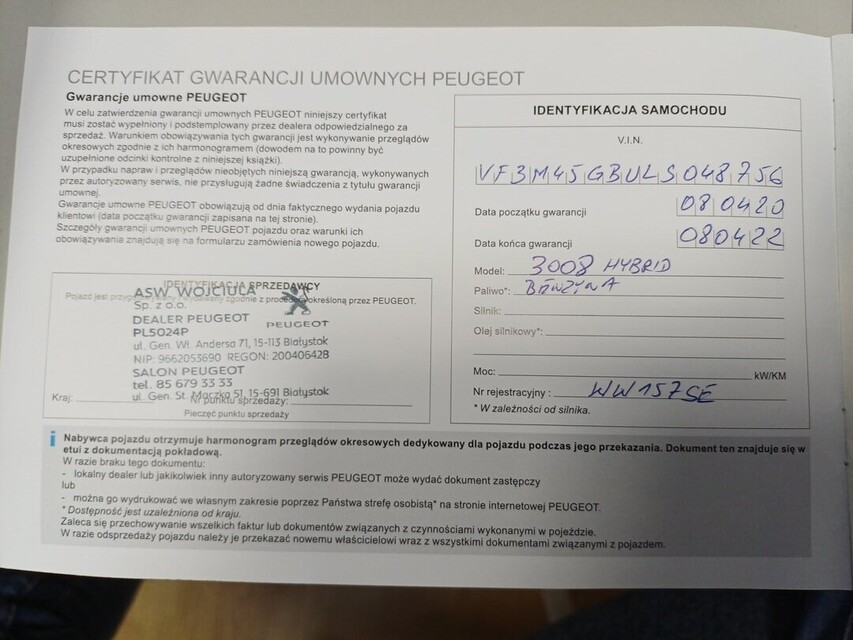 CERTYFIKAT GWARANCJI UMOWNYCH PEUGEOT
Gwarancje umowne PEUGEOT
W celu zatwierdzenia gwarancji umownych PEUGEOT niniejszy certyfikat
musi zostać wypełniony i podstemplowany przez dealera odpowiedzialnego za
sprzedaż. Warunkiem obowiązywania tych gwarancji jest wykonywanie przeglądów
okresowych zgodnie z ich harmonogramem (dowodem na to powinny być
uzupełnione odcinki kontrolne z niniejszej książki).
W przypadku napraw i przeglądów nieobjętych niniejszą gwarancją, wykonywanych
przez autoryzowany serwis, nie przysługują żadne świadczenia z tytułu gwarancji
umownej.
Gwarancje umowne PEUGEOT obowiązują od dnia faktycznego wydania pojazdu
klientowi (data początku gwarancji zapisana na tej stronie).
Szczegóły gwarancji umownych PEUGEOT pojazdu oraz warunki ich
obowiązywania znajdują się na formularzu zamówienia nowego pojazdu.
IDENTYFIKACJA SPRZEDAWCY
Pojazd jest zgodnie z określoną przez PEUGEOT.
ASW WOJCIULA
Sp. z o.o.
DEALER PEUGEOT
PEUGEOT
PL5024P
ul. Gen. Wł. Andersa 71, 15-113 Białystok
NIP: 9662053690 REGON: 200406428
SALON PEUGEOT
tel. 85 679 33 33
ul. Gen. St. Maczka 51, 15-691 Białystok
Kraj: Nr punktu sprzedaży:
Pieczęć punktu sprzedaży
IDENTYFIKACJA SAMOCHODU
V.I.N.
VF3M45GBULS048756
Data początku gwarancji 080420
Data końca gwarancji 080422
Model: 3008 HYBRID
Paliwo*: BENZYNA
Silnik:
Olej silnikowy*:
Moc: kW/KM
Nr rejestracyjny : WW157SE
* W zależności od silnika.
i
Nabywca pojazdu otrzymuje harmonogram przeglądów okresowych dedykowany dla pojazdu podczas jego przekazania. Dokument ten znajduje się w
etui z dokumentacją pokładową.
W razie braku tego dokumentu:
- lokalny dealer lub jakikolwiek inny autoryzowany serwis PEUGEOT może wydać dokument zastępczy
lub
- można go wydrukować we własnym zakresie poprzez Państwa strefę osobistą* na stronie internetowej PEUGEOT.
* Dostępność jest uzależniona od kraju.
Zaleca się przechowywanie wszelkich faktur lub dokumentów związanych z czynnościami wykonanymi w pojeździe.
W razie odsprzedaży pojazdu należy je przekazać nowemu właścicielowi wraz z wszystkimi dokumentami związanymi z pojazdem.